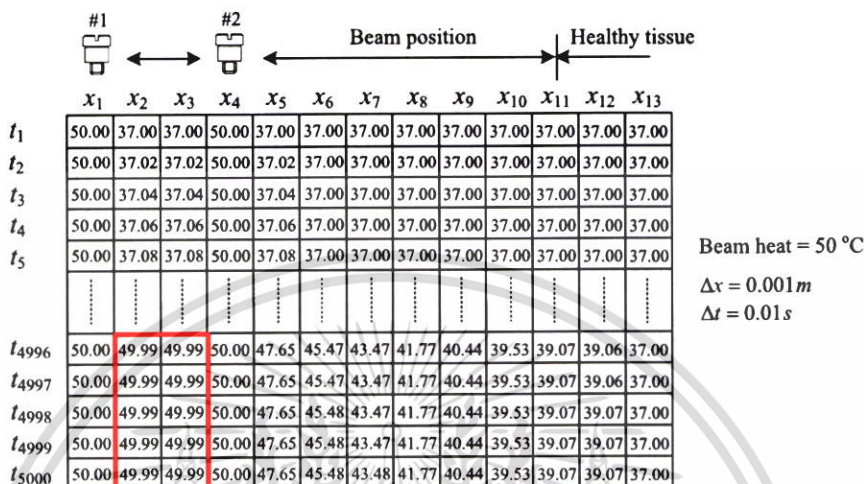 #1 #2 Beam position Healthy tissue
x1 x2 x3 x4 x5 x6 x7 x8 x9 x10 x11 x12 x13
t1 50.00 37.00 37.00 50.00 37.00 37.00 37.00 37.00 37.00 37.00 37.00 37.00 37.00
t2 50.00 37.02 37.02 50.00 37.02 37.00 37.00 37.00 37.00 37.00 37.00 37.00 37.00
t3 50.00 37.04 37.04 50.00 37.04 37.00 37.00 37.00 37.00 37.00 37.00 37.00 37.00
t4 50.00 37.06 37.06 50.00 37.06 37.00 37.00 37.00 37.00 37.00 37.00 37.00 37.00
t5 50.00 37.08 37.08 50.00 37.08 37.00 37.00 37.00 37.00 37.00 37.00 37.00 37.00
Beam heat = 50 °C
Δx = 0.001m
Δt = 0.01s
t4996 50.00 49.99 49.99 50.00 47.65 45.47 43.47 41.77 40.44 39.53 39.07 39.06 37.00
t4997 50.00 49.99 49.99 50.00 47.65 45.47 43.47 41.77 40.44 39.53 39.07 39.06 37.00
t4998 50.00 49.99 49.99 50.00 47.65 45.48 43.47 41.77 40.44 39.53 39.07 39.07 37.00
t4999 50.00 49.99 49.99 50.00 47.65 45.48 43.47 41.77 40.44 39.53 39.07 39.07 37.00
t5000 50.00 49.99 49.99 50.00 47.65 45.48 43.48 41.77 40.44 39.53 39.07 39.07 37.00